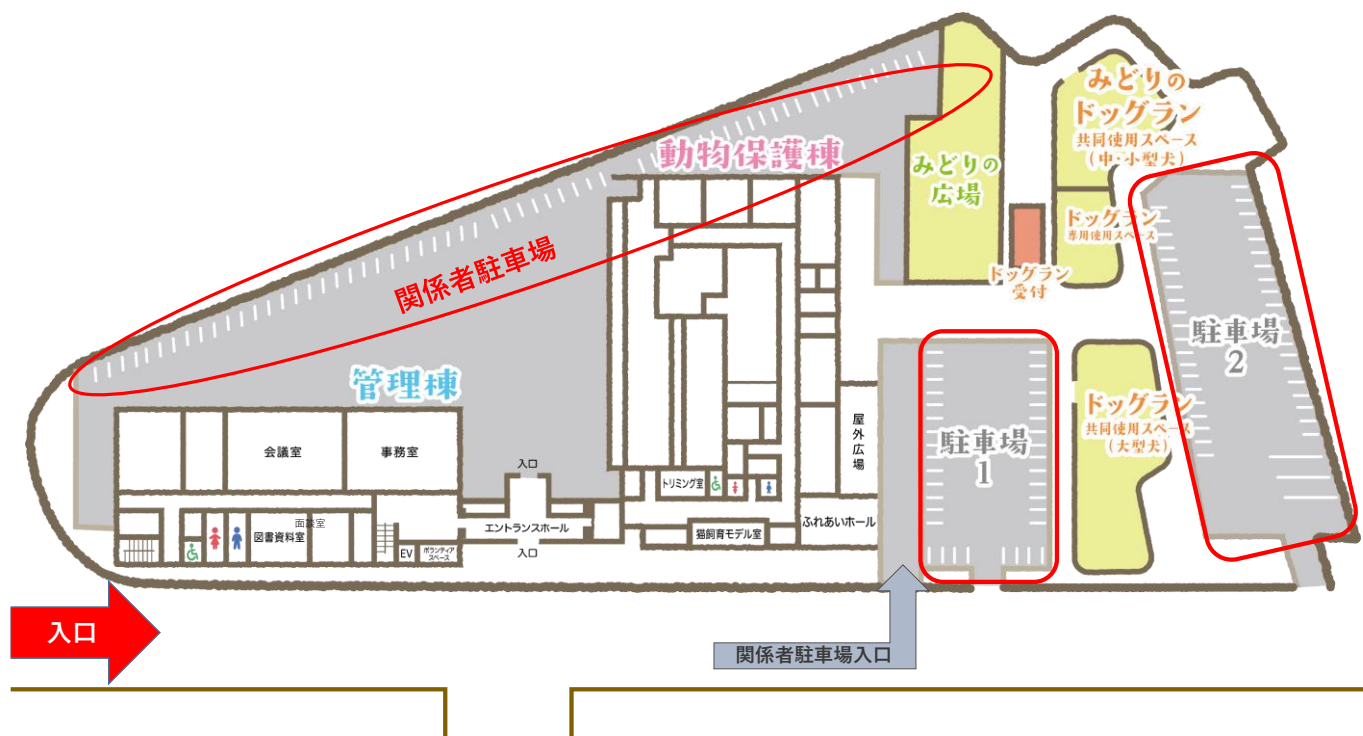 みどりの
ドッグラン
共同使用スペース
(中・小型犬)
動物保護棟
みどりの
広場
ドッグラン
専用使用スペース
ドッグラン
受付
関係者駐車場
駐車場
2
管理棟
駐車場
1
ドッグラン
共同使用スペース
(大型犬)
屋外広場
会議室
事務室
入口
トリミング室
エントランスホール
ふれあいホール
面談室
図書資料室
猫飼育モデル室
EV
ボランティア
スペース
入口
入口
関係者駐車場入口